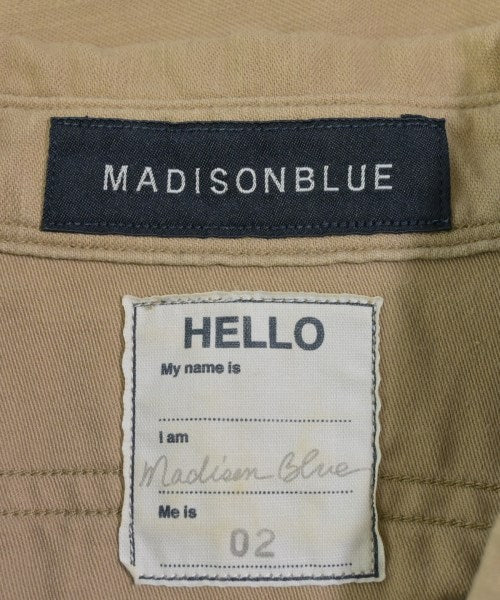 MADISONBLUE
HELLO
My name is
I am
Madison Blue
Me is
02